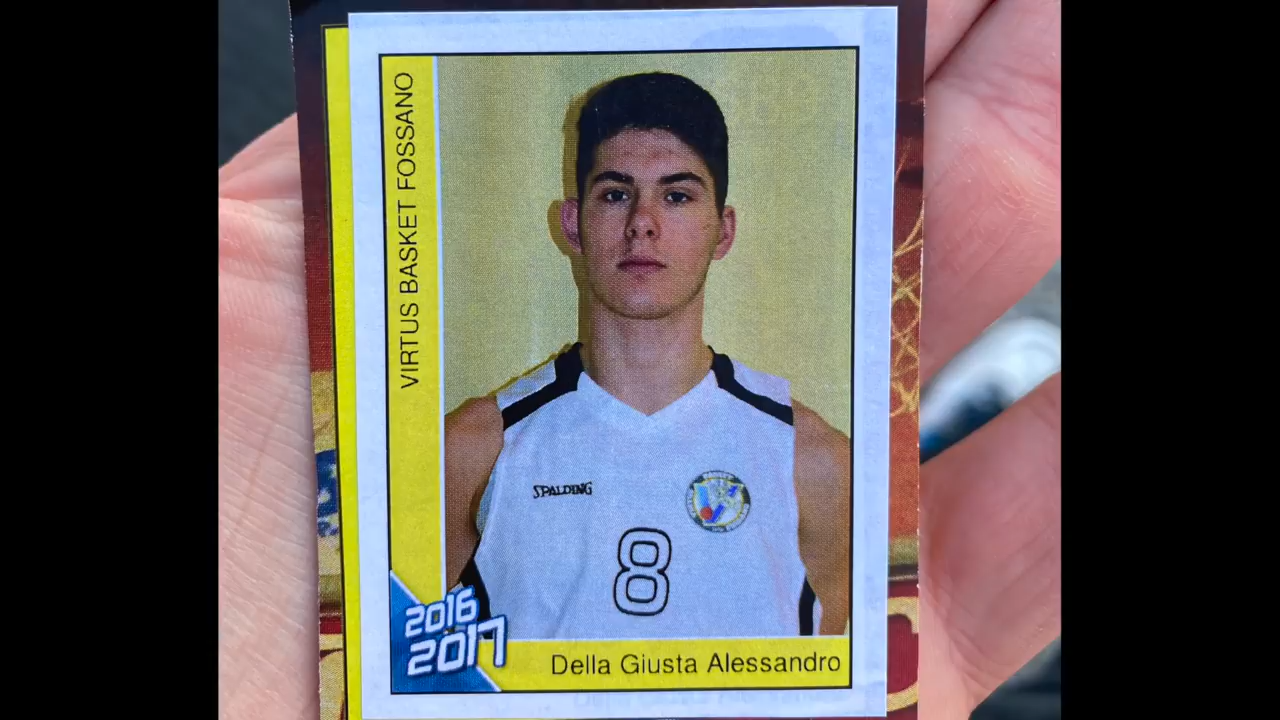 VIRTUS BASKET FOSSANO
SPALDING
8
2016
2017
Della Giusta Alessandro